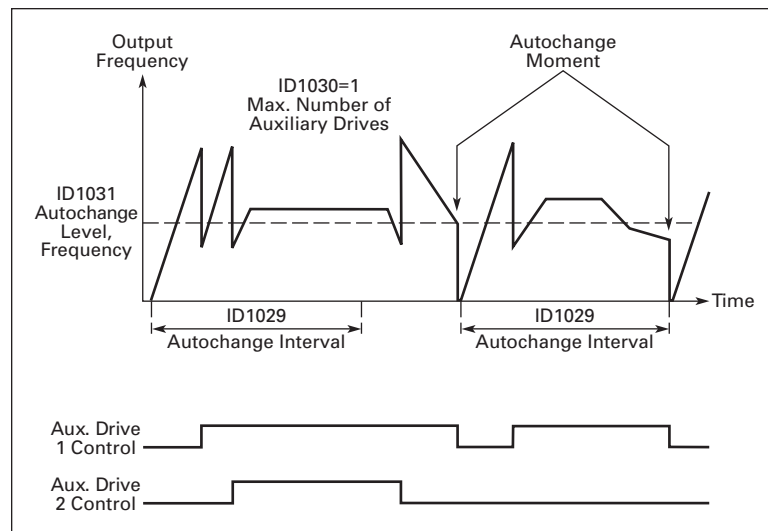 Output
Frequency
ID1030=1
Max. Number of
Auxiliary Drives
Autochange
Moment
ID1031
Autochange
Level,
Frequency
Time
ID1029
Autochange Interval
ID1029
Autochange Interval
Aux. Drive
1 Control
Aux. Drive
2 Control